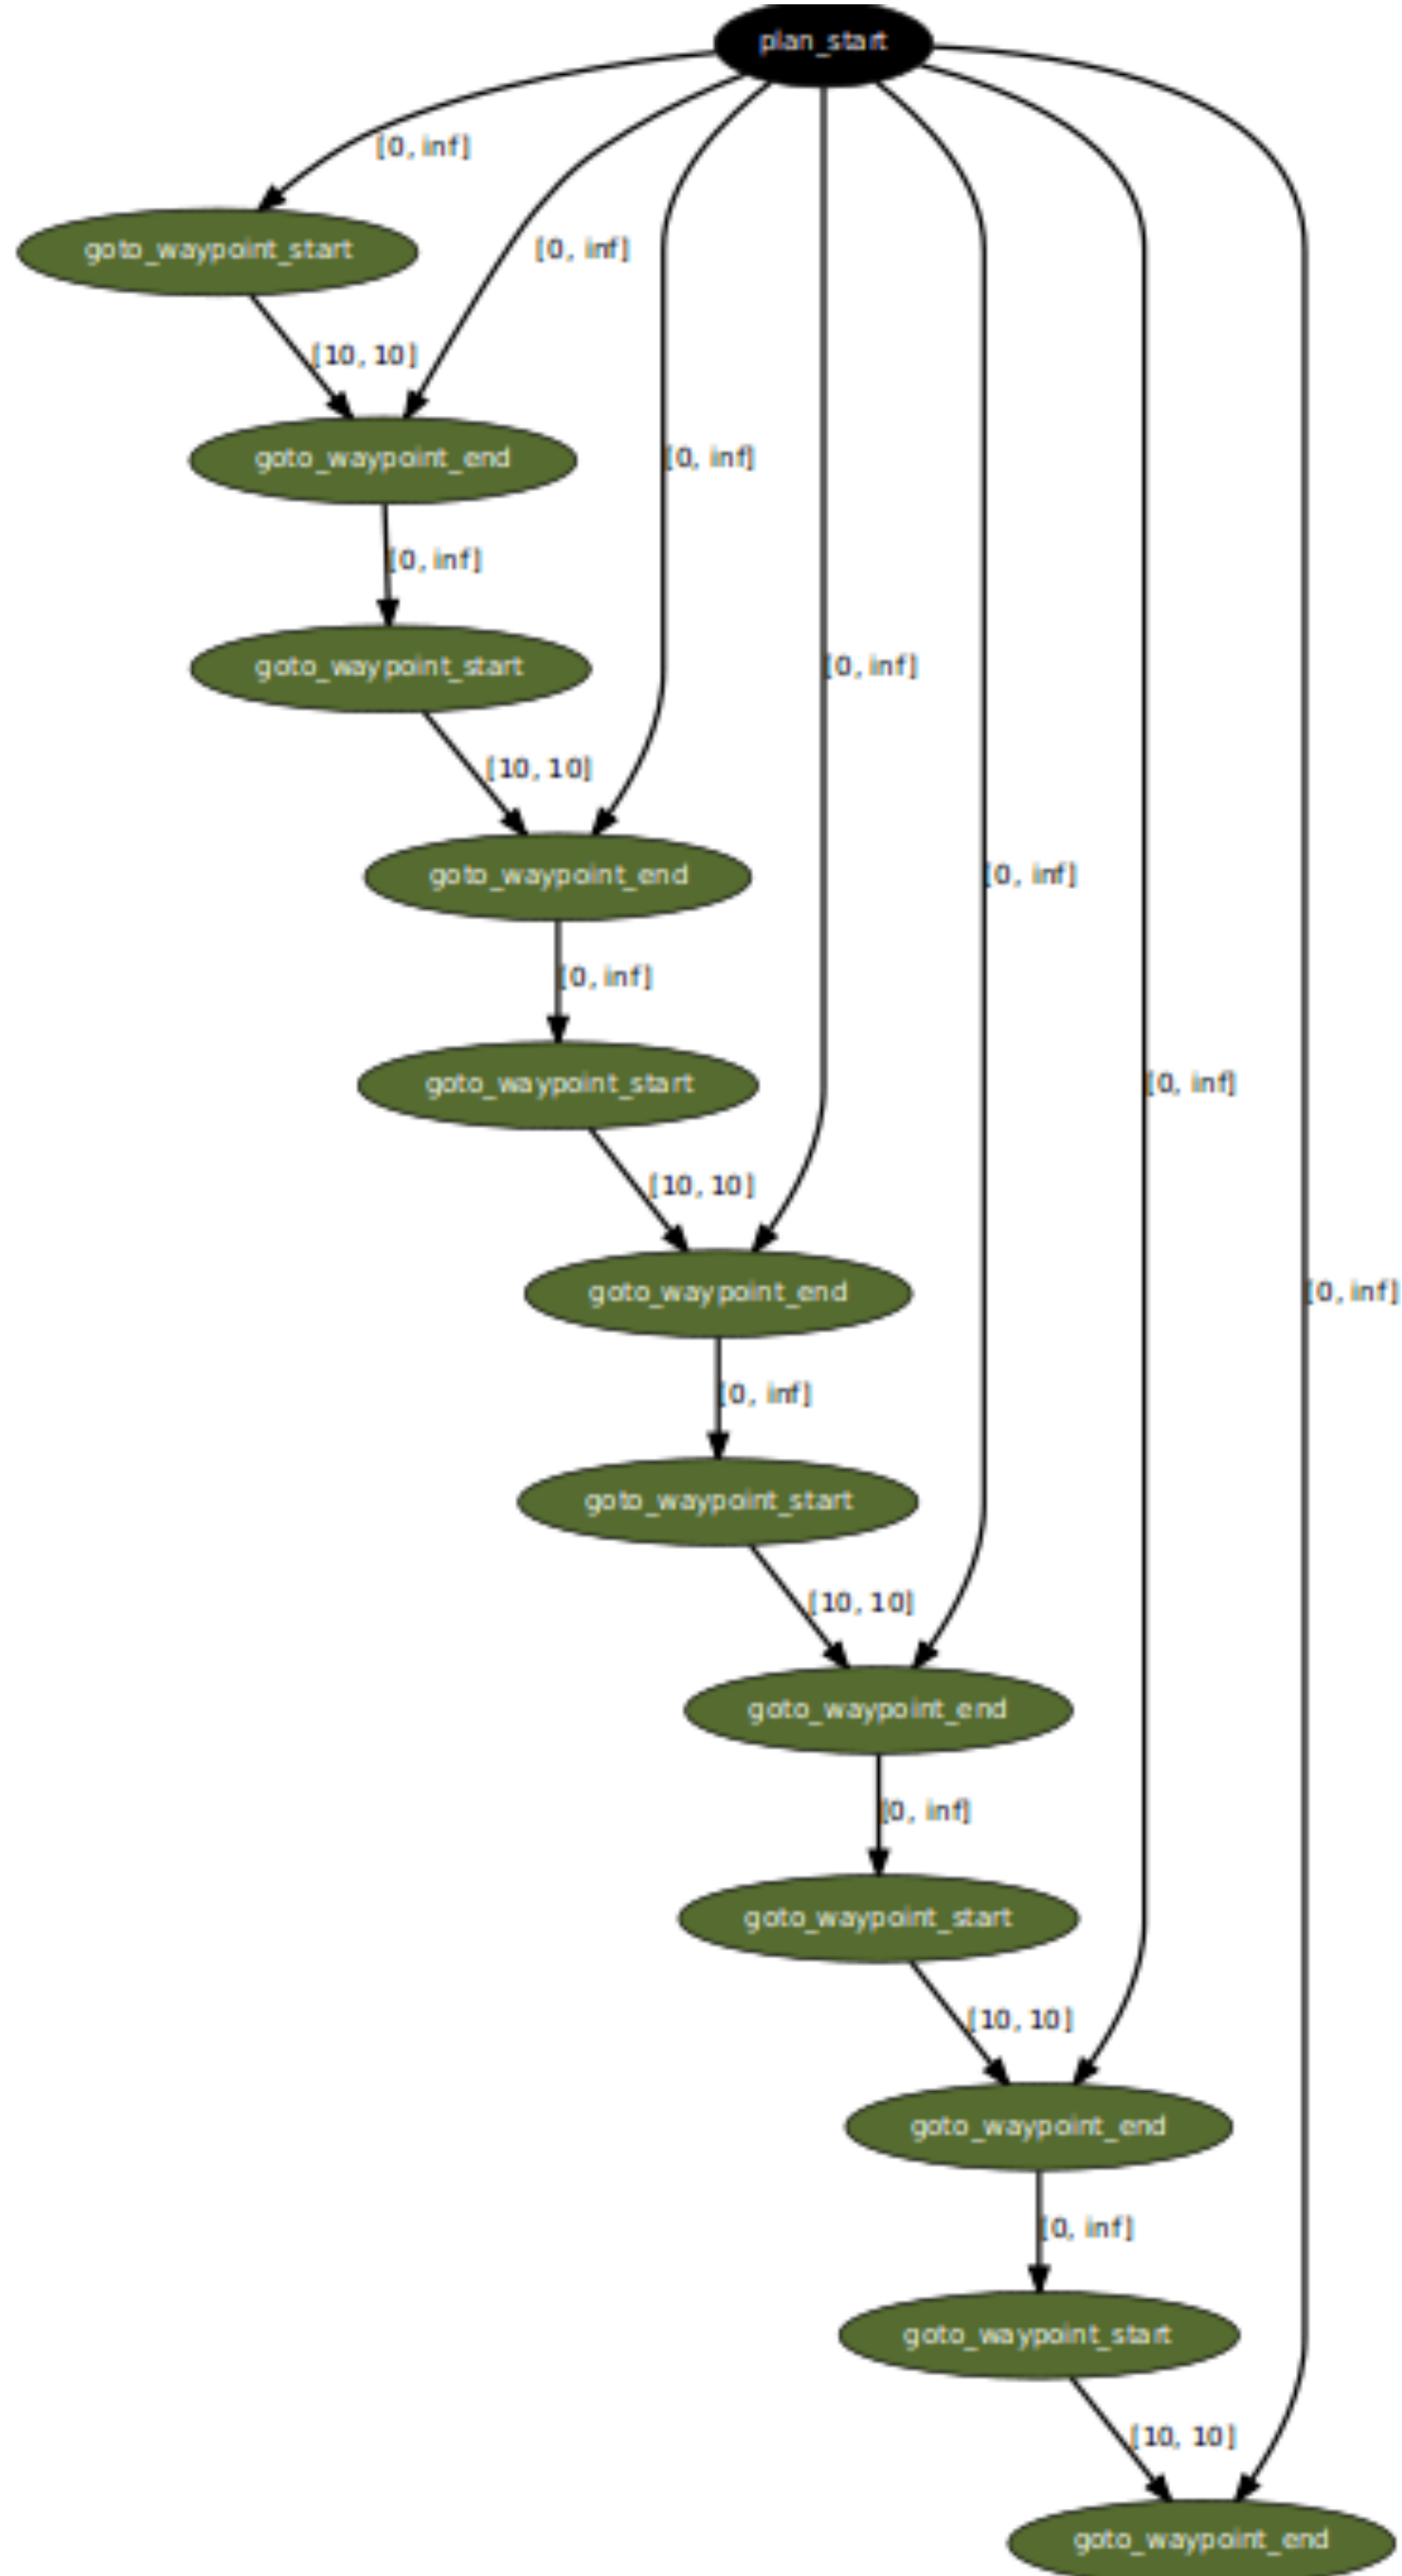 plan_start
[0, inf]
goto_waypoint_start
[0, inf]
[10, 10]
goto_waypoint_end
[0, inf]
[0, inf]
goto_waypoint_start
[0, inf]
[10, 10]
goto_waypoint_end
[0, inf]
[0, inf]
goto_waypoint_start
[0, inf]
[10, 10]
goto_waypoint_end
[0, inf]
[0, inf]
goto_waypoint_start
[10, 10]
goto_waypoint_end
[0, inf]
goto_waypoint_start
[10, 10]
goto_waypoint_end
[0, inf]
goto_waypoint_start
[10, 10]
goto_waypoint_end